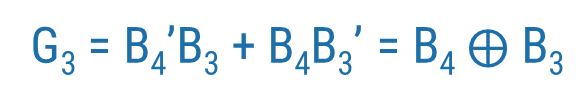 G₃ = B₄’B₃ + B₄B₃’ = B₄ ⊕ B₃